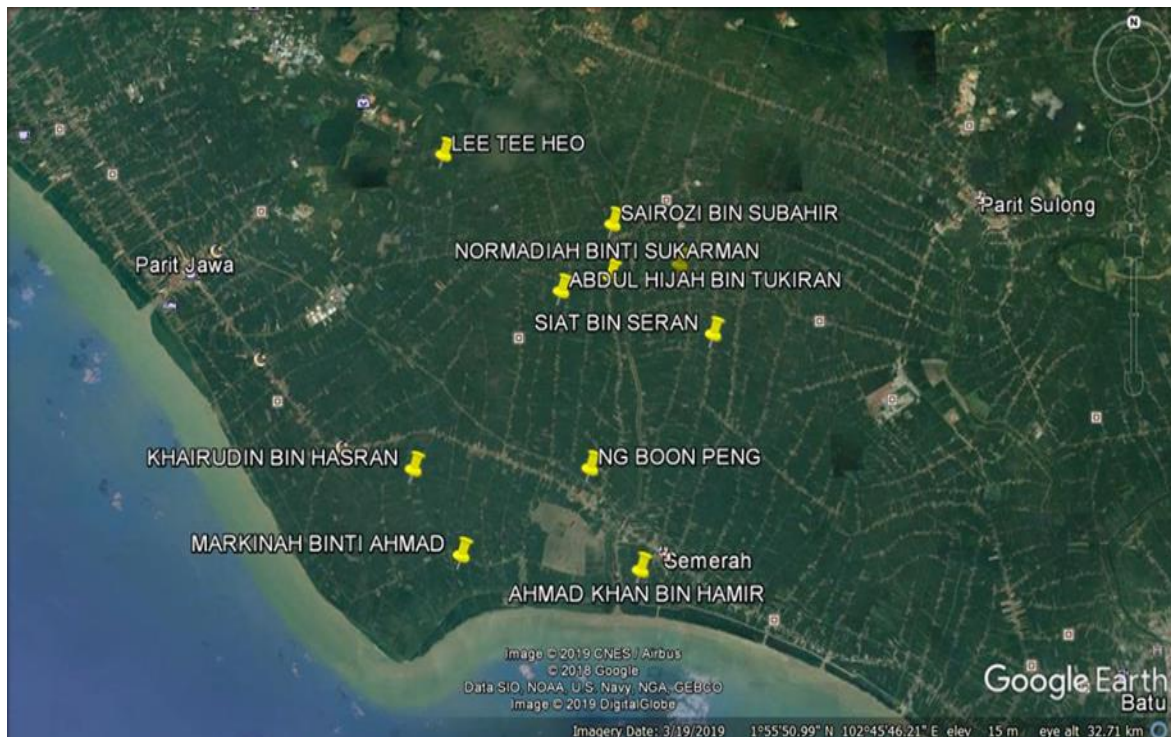 N
LEE TEE HEO
SAIROZI BIN SUBAHIR
Parit Sulong
NORMADIAH BINTI SUKARMAN
Parit Jawa
ABDUL HIJAH BIN TUKIRAN
SIAT BIN SERAN
KHAIRUDIN BIN HASRAN
NG BOON PENG
MARKINAH BINTI AHMAD
Semerah
AHMAD KHAN BIN HAMIR
Image © 2019 CNES / Airbus
© 2018 Google
Data SIO, NOAA, U.S. Navy, NGA, GEBCO
Image © 2019 DigitalGlobe
Google Earth
Batu
Imagery Date: 3/19/2019 1°55'50.99" N 102°45'46.21" E elev 15 m eye alt 32.71 km